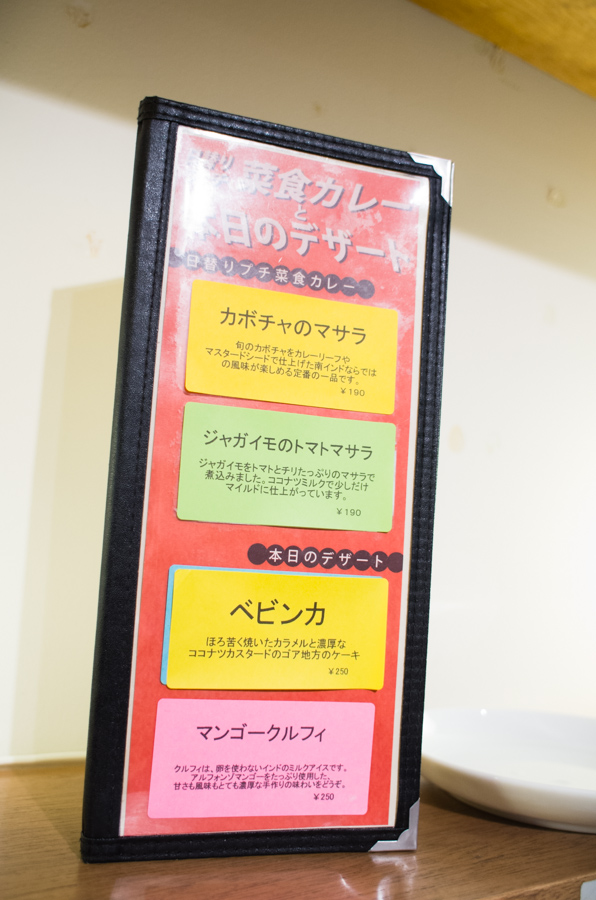 日替り
菜食カレー
と
本日のデザート
日替りプチ菜食カレー
カボチャのマサラ
旬のカボチャをカレーリーフや
マスタードシードで仕上げた南インドならでは
の風味が楽しめる定番の一品です。
¥190
ジャガイモのトマトマサラ
ジャガイモをトマトとチリたっぷりのマサラで
煮込みました。ココナツミルクで少しだけ
マイルドに仕上がっています。
¥190
本日のデザート
ベビンカ
ほろ苦く焼いたカラメルと濃厚な
ココナツカスタードのゴア地方のケーキ
¥250
マンゴークルフィ
クルフィは、卵を使わないインドのミルクアイスです。
アルフォンゾマンゴーをたっぷり使用した、
甘さも風味もとても濃厚な手作りの味わいをどうぞ。
¥250